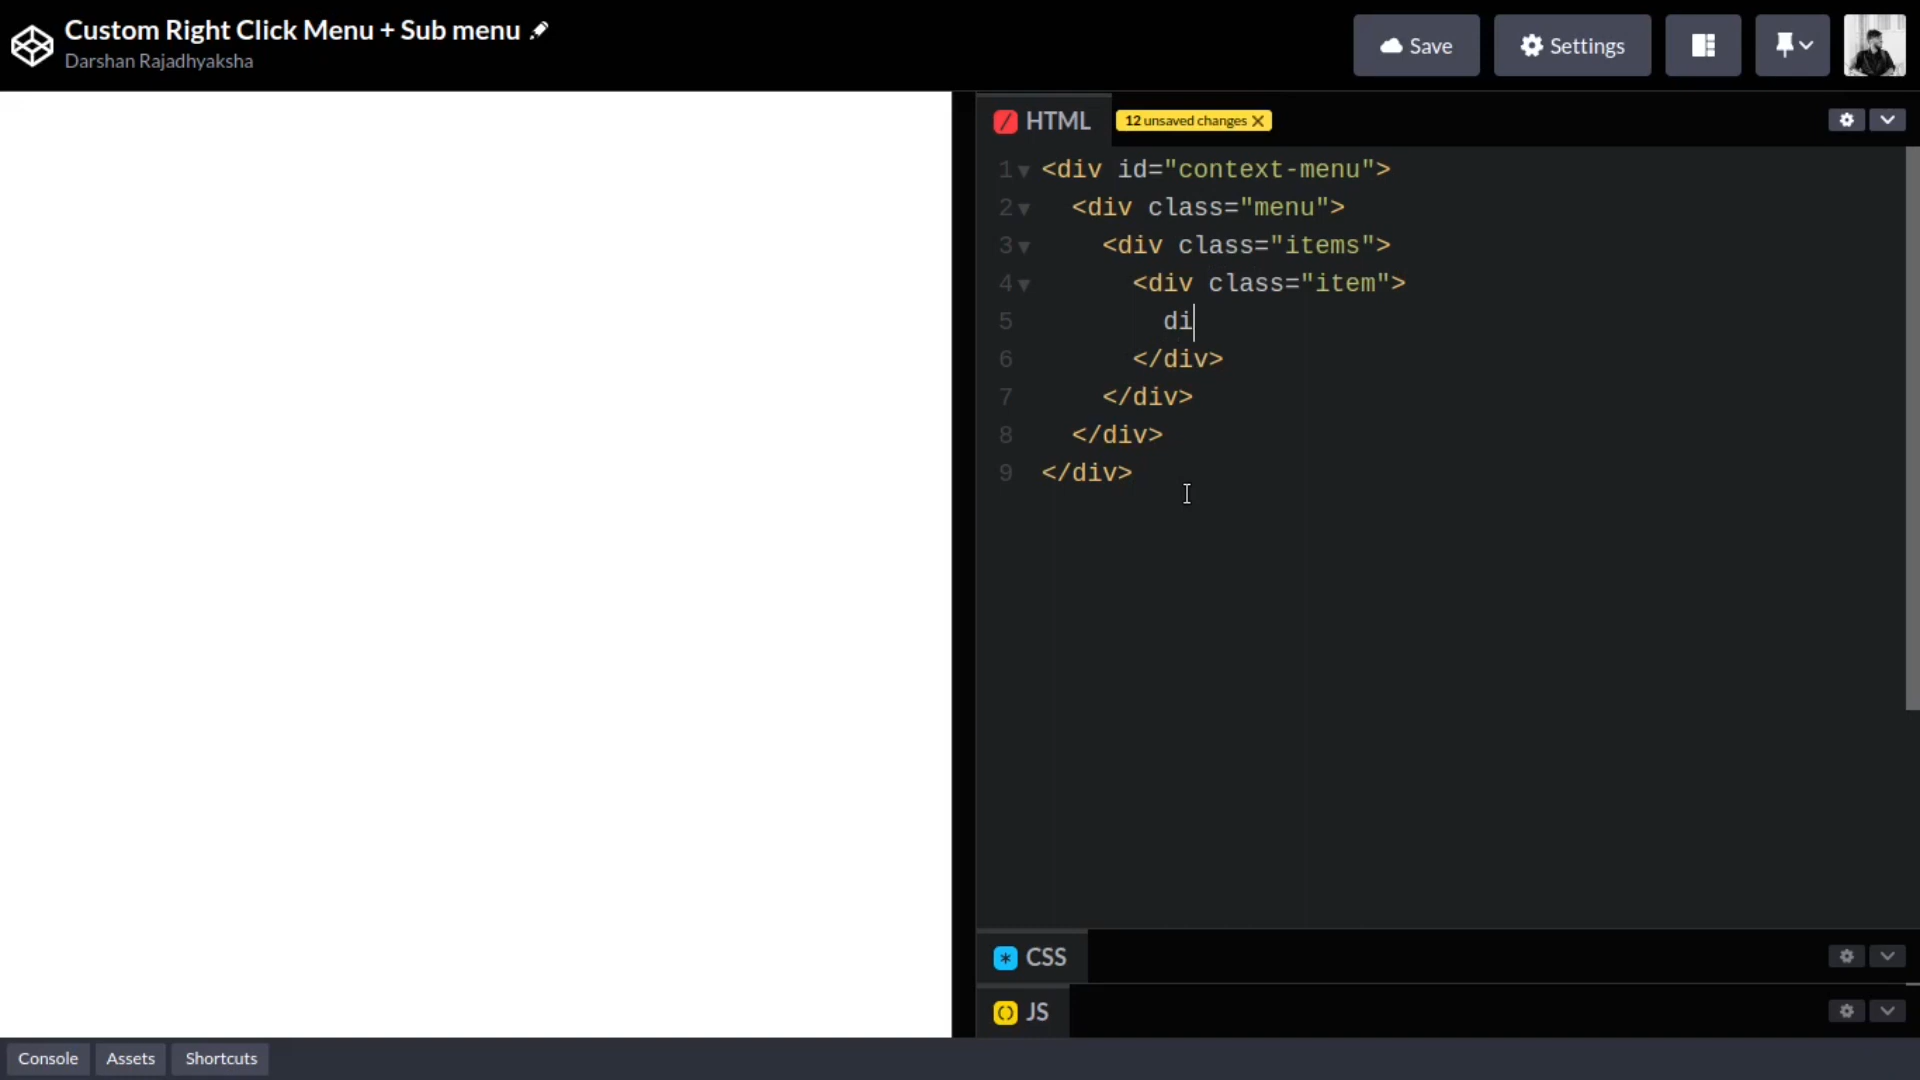 Custom Right Click Menu + Sub menu
Darshan Rajadhyaksha
Save
Settings
HTML
12 unsaved changes
1 <div id="context-menu">
2 <div class="menu">
3 <div class="items">
4 <div class="item">
5 di
6 </div>
7 </div>
8 </div>
9 </div>
CSS
JS
Console
Assets
Shortcuts